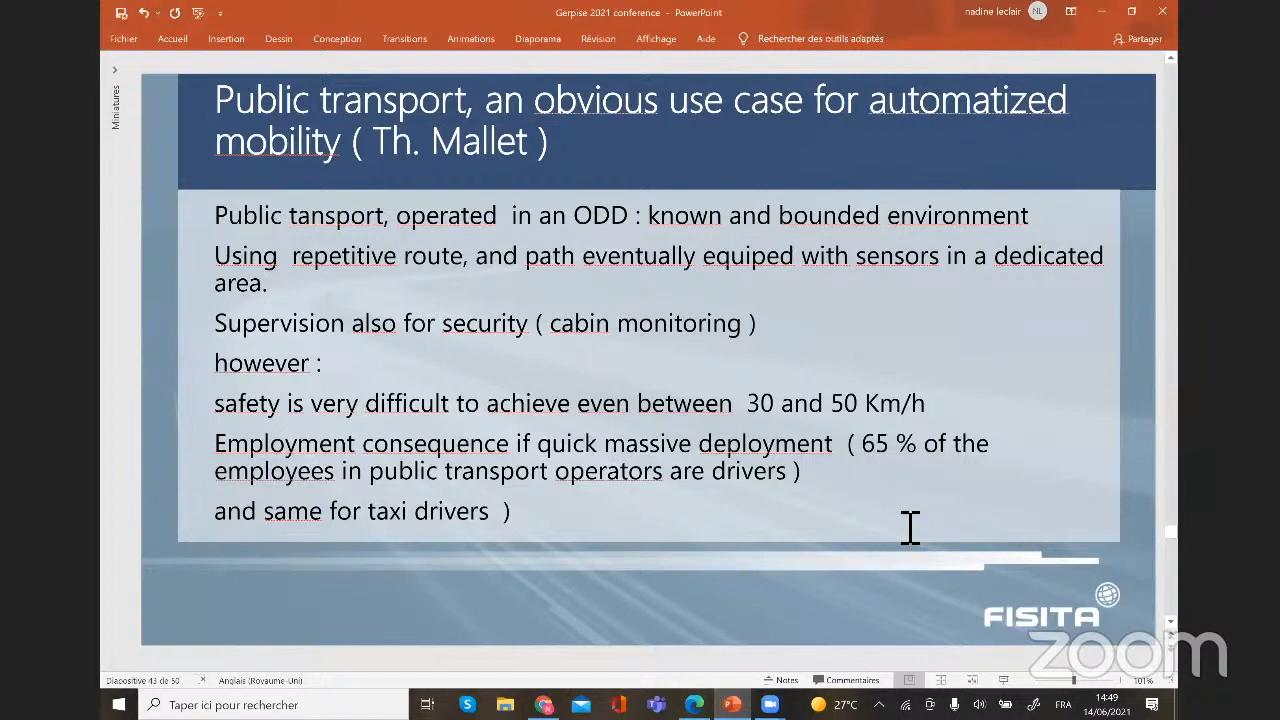 Gerpise 2021 conference - PowerPoint
nadine leclair
NL
Fichier Accueil Insertion Dessin Conception Transitions Animations Diaporama Révision Affichage Aide Rechercher des outils adaptés Partager
Miniatures
Public transport, an obvious use case for automatized
mobility ( Th. Mallet )
Public tansport, operated in an ODD : known and bounded environment
Using repetitive route, and path eventually equiped with sensors in a dedicated
area.
Supervision also for security ( cabin monitoring )
however :
safety is very difficult to achieve even between 30 and 50 Km/h
Employment consequence if quick massive deployment ( 65 % of the
employees in public transport operators are drivers )
and same for taxi drivers )
FISITA
zoom
Diapositive 43 de 50 Anglais (Royaume-Uni) Notes Commentaires 101%
Taper ici pour rechercher
27°C
FRA
14:49
14/06/2021